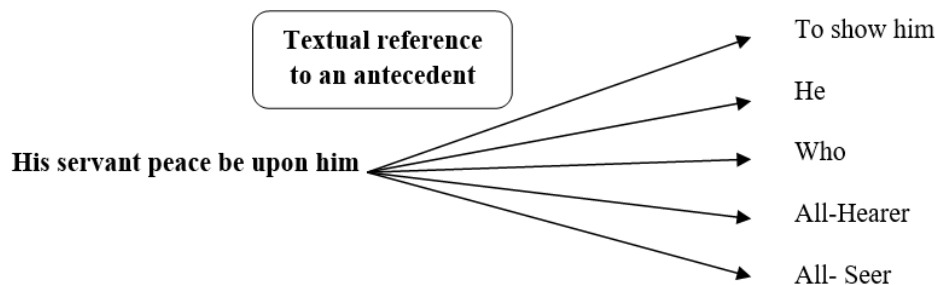 Textual reference
to an antecedent
His servant peace be upon him
To show him
He
Who
All-Hearer
All- Seer